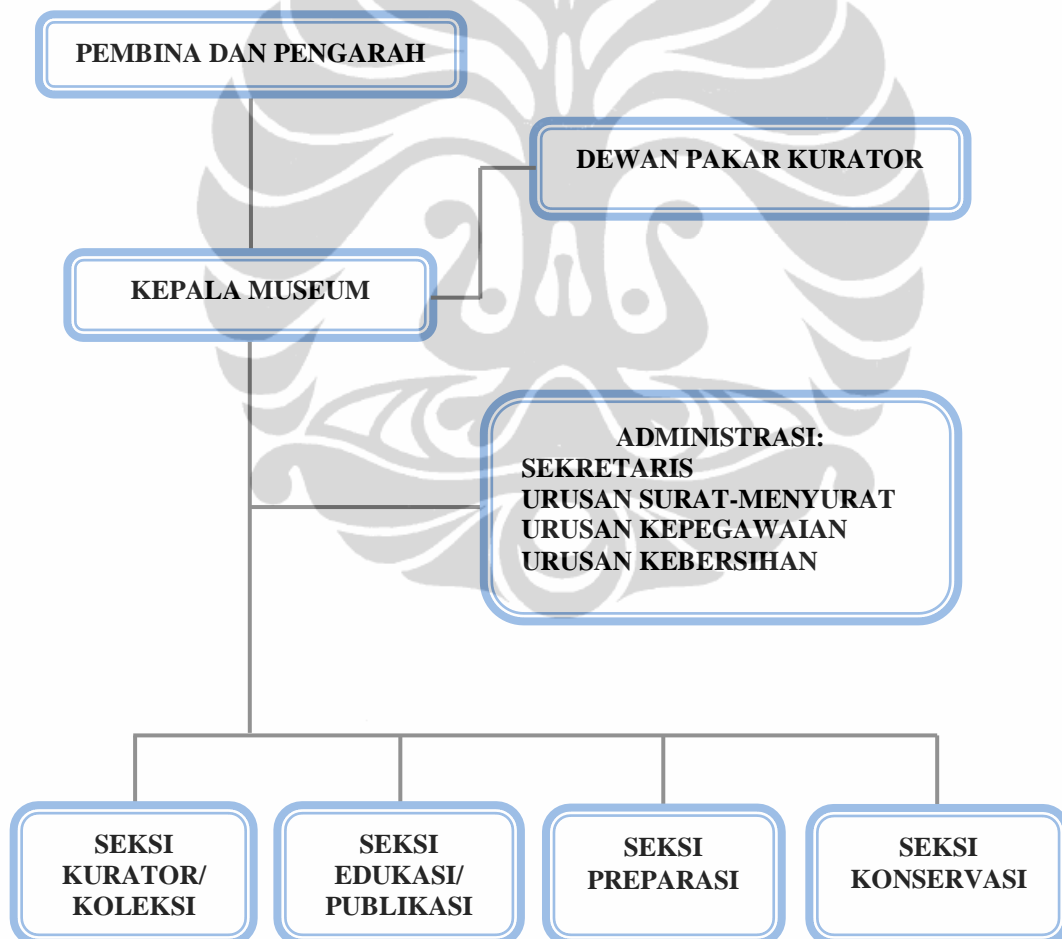 PEMBINA DAN PENGARAH
DEWAN PAKAR KURATOR
KEPALA MUSEUM
ADMINISTRASI:
SEKRETARIS
URUSAN SURAT-MENYURAT
URUSAN KEPEGAWAIAN
URUSAN KEBERSIHAN
SEKSI
KURATOR/
KOLEKSI
SEKSI
EDUKASI/
PUBLIKASI
SEKSI
PREPARASI
SEKSI
KONSERVASI